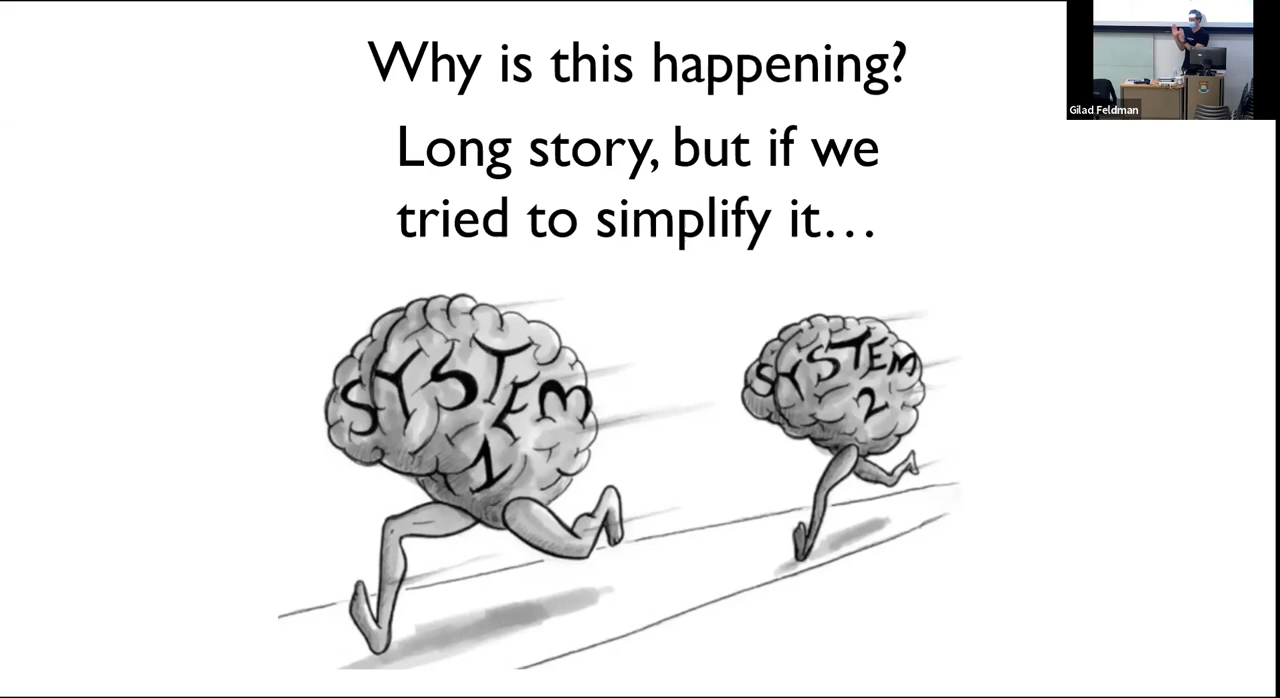 Why is this happening?
Long story, but if we
tried to simplify it…
Gilad Feldman
SYSTEM
1
SYSTEM
2